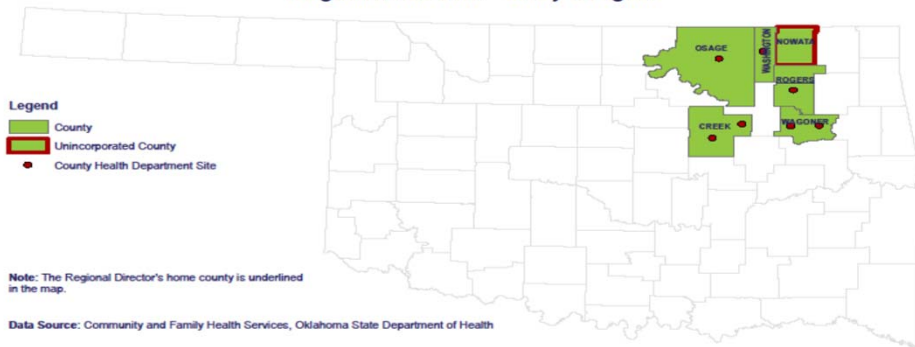 OSAGE
WASHINGTON
NOWATA
ROGERS
CREEK
WAGONER
Legend
County
Unincorporated County
County Health Department Site
Note: The Regional Director's home county is underlined
in the map.
Data Source: Community and Family Health Services, Oklahoma State Department of Health